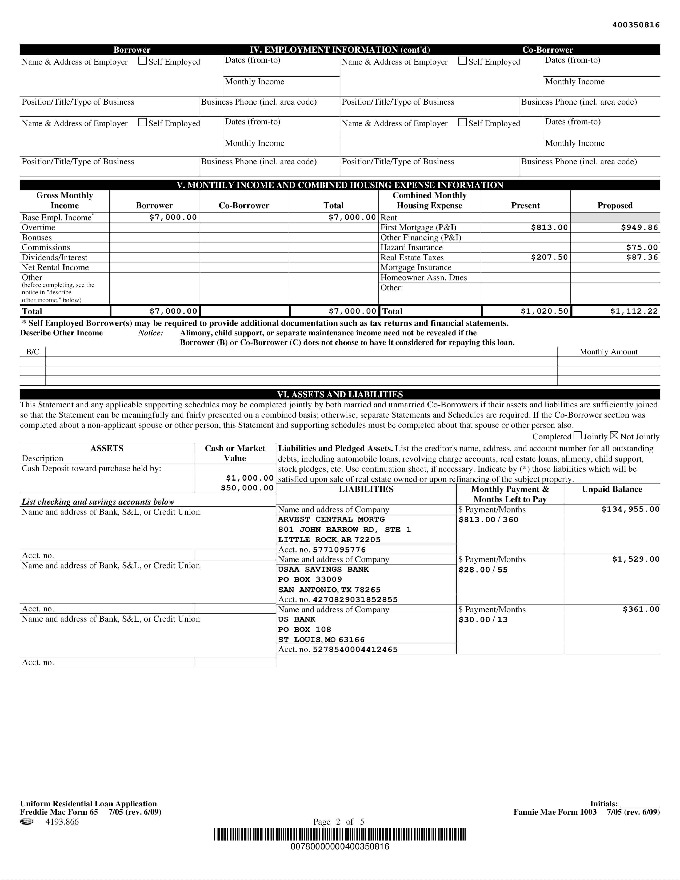 400350816
Borrower IV. EMPLOYMENT INFORMATION (cont'd) Co-Borrower
Name & Address of Employer Self Employed Dates (from-to) Name & Address of Employer Self Employed Dates (from-to)
Monthly Income Monthly Income
Position/Title/Type of Business Business Phone (incl. area code) Position/Title/Type of Business Business Phone (incl. area code)
Name & Address of Employer Self Employed Dates (from-to) Name & Address of Employer Self Employed Dates (from-to)
Monthly Income Monthly Income
Position/Title/Type of Business Business Phone (incl. area code) Position/Title/Type of Business Business Phone (incl. area code)
V. MONTHLY INCOME AND COMBINED HOUSING EXPENSE INFORMATION
Gross Monthly Income Borrower Co-Borrower Total Combined Monthly Housing Expense Present Proposed
Base Empl. Income* $7,000.00 $7,000.00 Rent
Overtime First Mortgage (P&I) $813.00 $949.86
Bonuses Other Financing (P&I)
Commissions Hazard Insurance $75.00
Dividends/Interest Real Estate Taxes $207.50 $87.36
Net Rental Income Mortgage Insurance
Other Homeowner Assn. Dues
(before completing, see the Other
notice in "describe
other income," below)
Total $7,000.00 $7,000.00 Total $1,020.50 $1,112.22
* Self Employed Borrower(s) may be required to provide additional documentation such as tax returns and financial statements.
Describe Other Income Notice: Alimony, child support, or separate maintenance income need not be revealed if the
Borrower (B) or Co-Borrower (C) does not choose to have it considered for repaying this loan.
B/C Monthly Amount
VI. ASSETS AND LIABILITIES
This Statement and any applicable supporting schedules may be completed jointly by both married and unmarried Co-Borrowers if their assets and liabilities are sufficiently joined
so that the Statement can be meaningfully and fairly presented on a combined basis; otherwise, separate Statements and Schedules are required. If the Co-Borrower section was
completed about a non-applicant spouse or other person, this Statement and supporting schedules must be completed about that spouse or other person also.
Completed Jointly Not Jointly
ASSETS Cash or Market Value
Description
Cash Deposit toward purchase held by:
$1,000.00
$50,000.00
Liabilities and Pledged Assets. List the creditor's name, address, and account number for all outstanding
debts, including automobile loans, revolving charge accounts, real estate loans, alimony, child support,
stock pledges, etc. Use continuation sheet, if necessary. Indicate by (*) those liabilities which will be
satisfied upon sale of real estate owned or upon refinancing of the subject property.
LIABILITIES Monthly Payment & Months Left to Pay Unpaid Balance
List checking and savings accounts below
Name and address of Bank, S&L, or Credit Union
Name and address of Company $ Payment/Months $134,955.00
ARVEST CENTRAL MORTG $813.00/360
801 JOHN BARROW RD, STE 1
LITTLE ROCK, AR 72205
Acct. no. 5771095776
Acct. no.
Name and address of Bank, S&L, or Credit Union
Name and address of Company $ Payment/Months $1,529.00
USAA SAVINGS BANK $28.00/55
PO BOX 33009
SAN ANTONIO, TX 78265
Acct. no. 4270829031852855
Acct. no.
Name and address of Bank, S&L, or Credit Union
Name and address of Company $ Payment/Months $361.00
US BANK $30.00/13
PO BOX 108
ST LOUIS, MO 63166
Acct. no. 5278540004412465
Acct. no.
Uniform Residential Loan Application Initials:
Freddie Mac Form 65 7/05 (rev. 6/09) Fannie Mae Form 1003 7/05 (rev. 6/09)
4193.866 Page 2 of 5
00780000000400350816